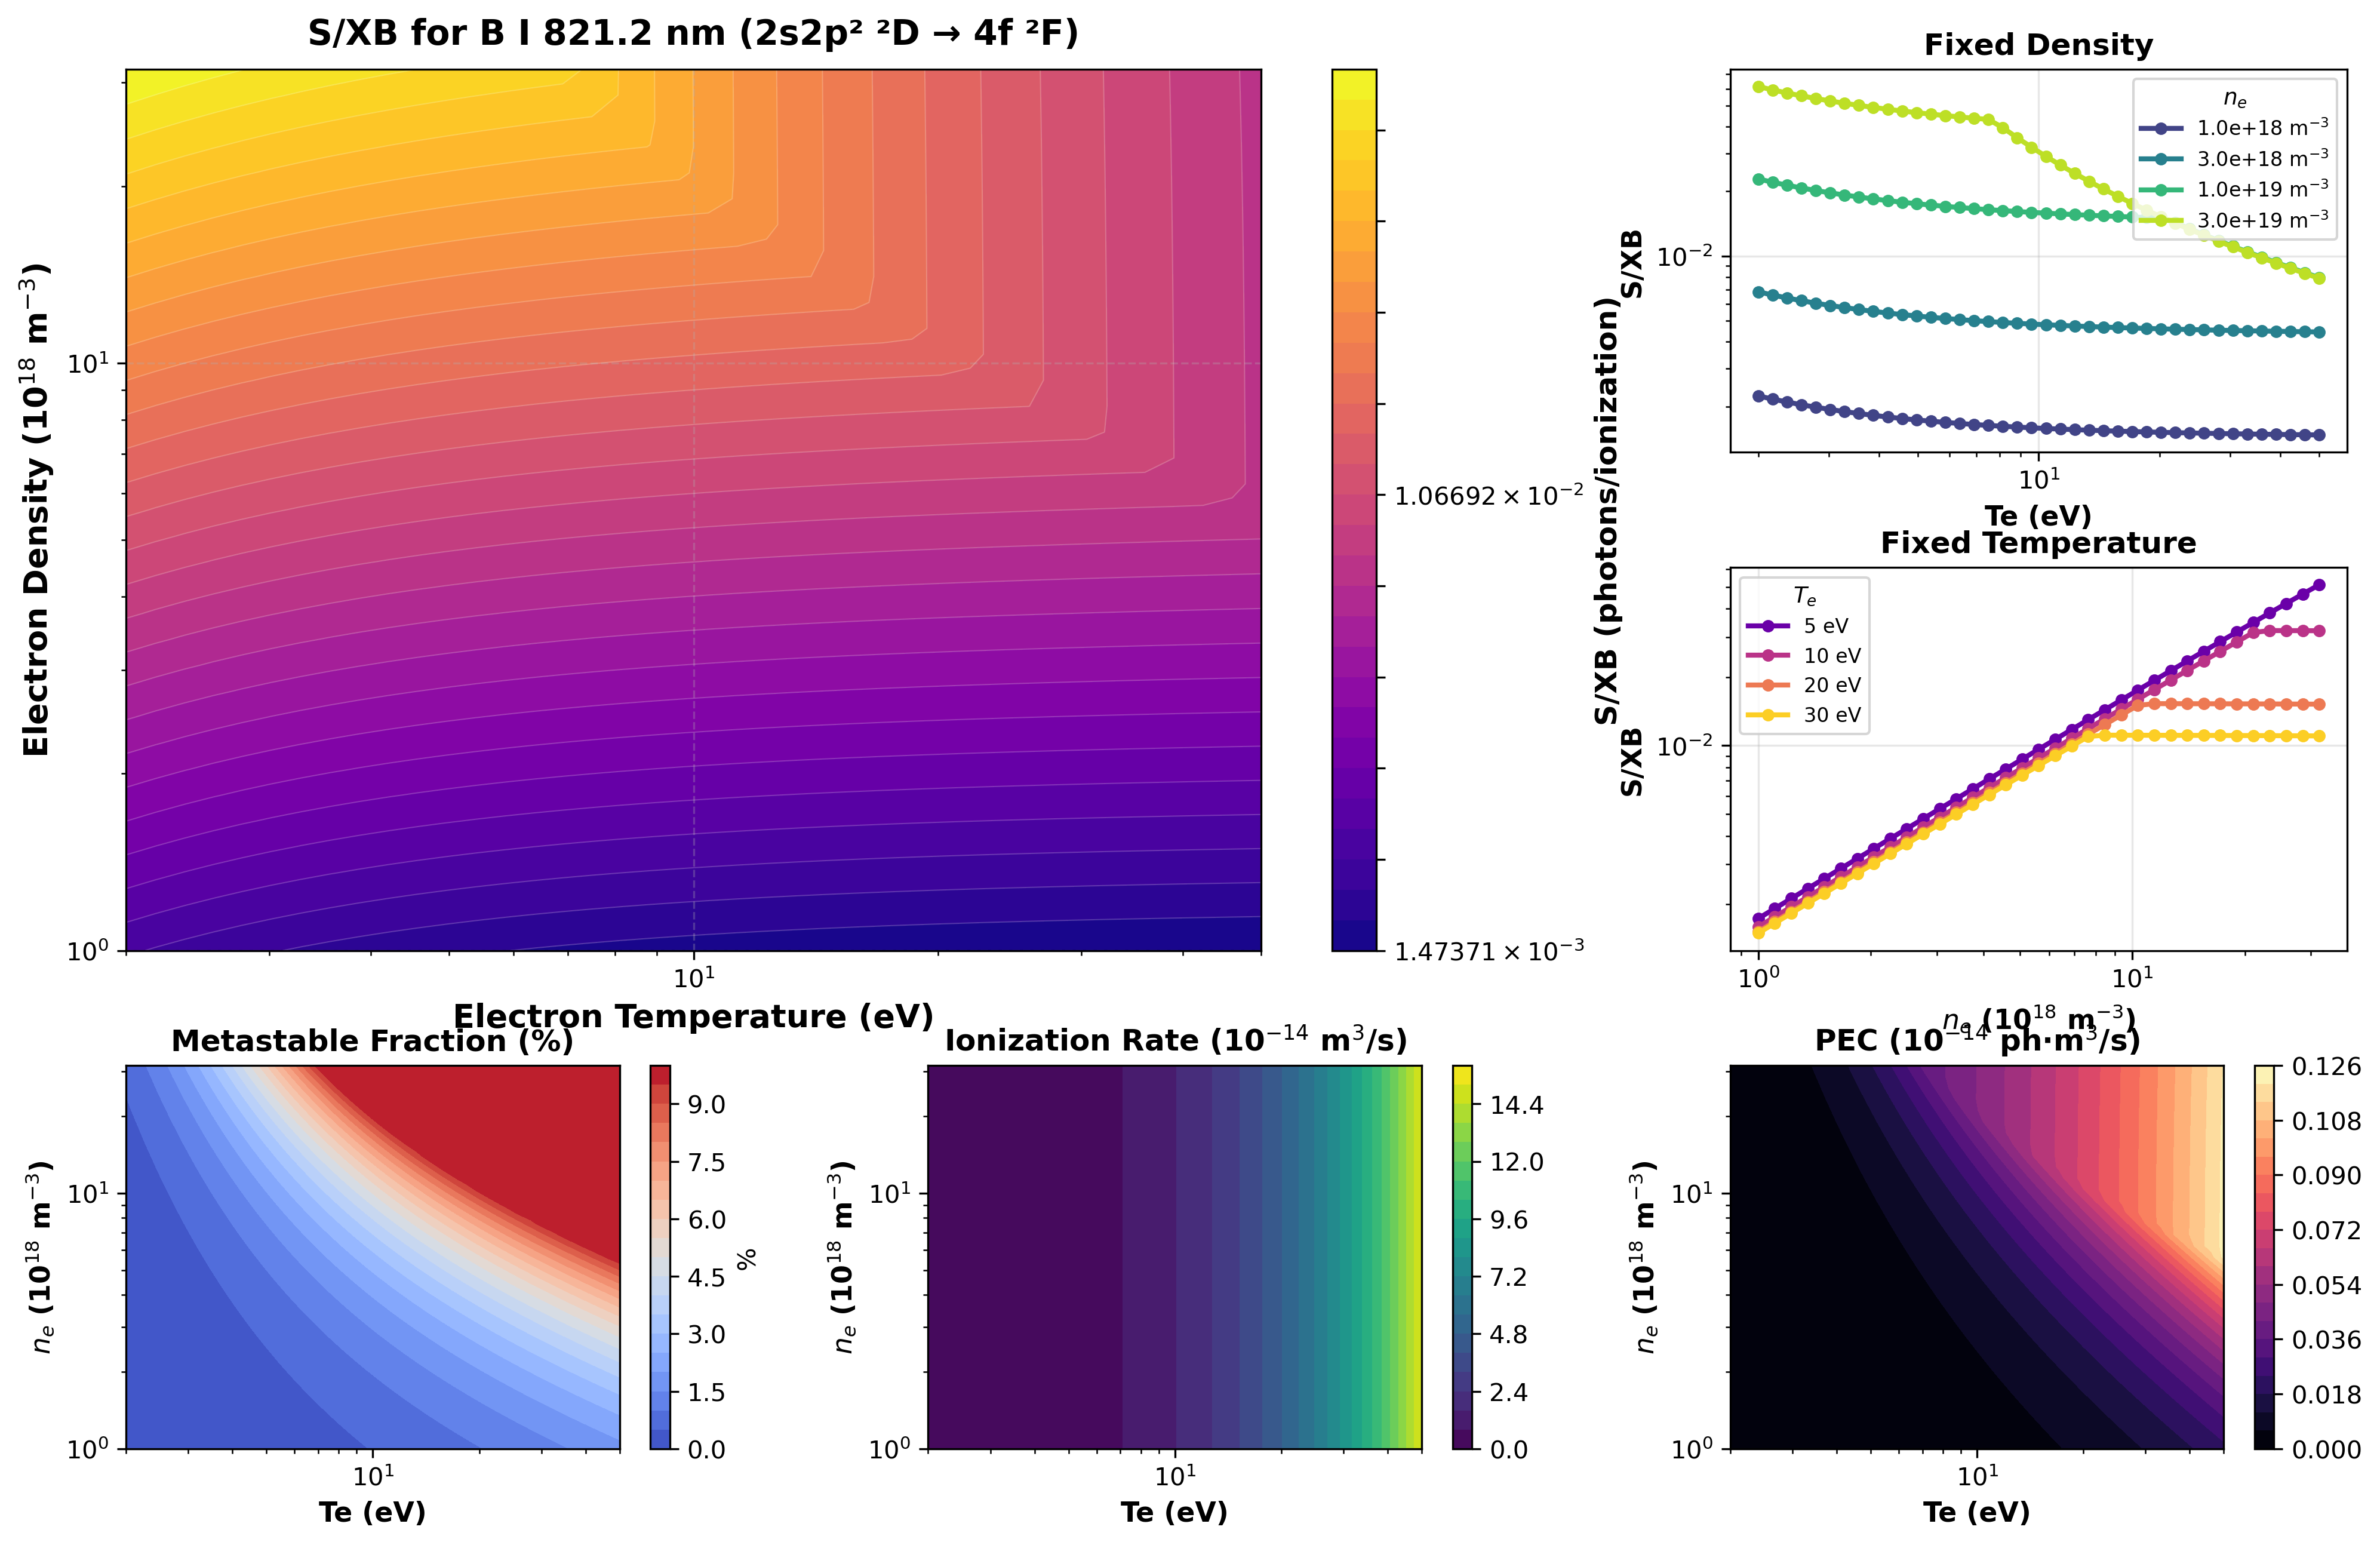 S/XB for B I 821.2 nm (2s2p² ²D → 4f ²F)
Electron Density (10¹⁸ m⁻³)
10¹
10⁰
10¹
Electron Temperature (eV)
1.06692 × 10⁻²
1.47371 × 10⁻³
S/XB (photons/ionization)
Fixed Density
S/XB
10⁻²
nₑ
1.0e+18 m⁻³
3.0e+18 m⁻³
1.0e+19 m⁻³
3.0e+19 m⁻³
10¹
Te (eV)
Fixed Temperature
S/XB
10⁻²
Tₑ
5 eV
10 eV
20 eV
30 eV
10⁰ 10¹
nₑ (10¹⁸ m⁻³)
Metastable Fraction (%)
nₑ (10¹⁸ m⁻³)
10¹
10⁰
10¹
Te (eV)
9.0
7.5
6.0
4.5
3.0
1.5
0.0
%
Ionization Rate (10⁻¹⁴ m³/s)
nₑ (10¹⁸ m⁻³)
10¹
10⁰
10¹
Te (eV)
14.4
12.0
9.6
7.2
4.8
2.4
0.0
PEC (10⁻¹⁴ ph·m³/s)
nₑ (10¹⁸ m⁻³)
10¹
10⁰
10¹
Te (eV)
0.126
0.108
0.090
0.072
0.054
0.036
0.018
0.000